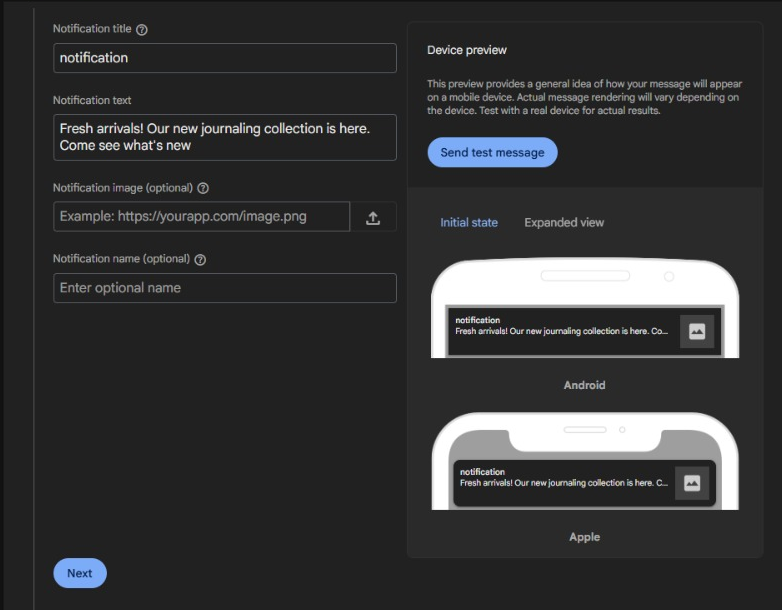 Notification title
notification
Notification text
Fresh arrivals! Our new journaling collection is here.
Come see what's new
Notification image (optional)
Example: https://yourapp.com/image.png
Notification name (optional)
Enter optional name
Next
Device preview
This preview provides a general idea of how your message will appear
on a mobile device. Actual message rendering will vary depending on
the device. Test with a real device for actual results.
Send test message
Initial state
Expanded view
notification
Fresh arrivals! Our new journaling collection is here. Co...
Android
notification
Fresh arrivals! Our new journaling collection is here. C...
Apple